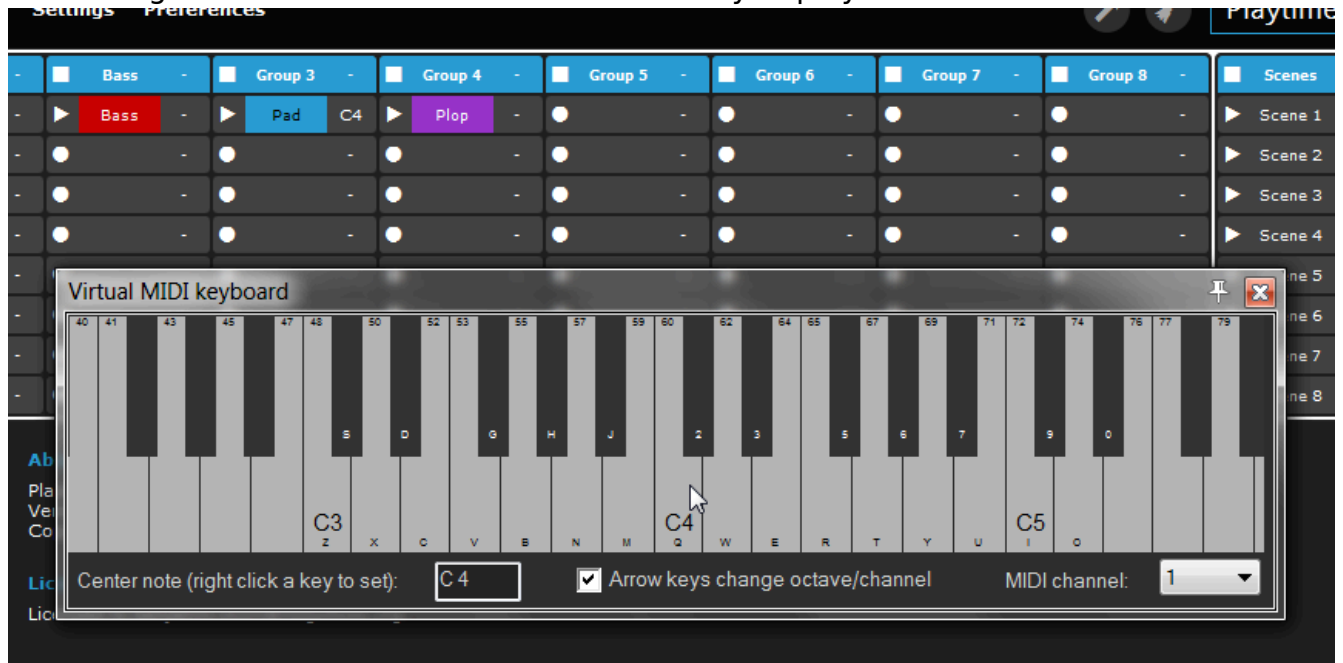 Settings Preferences Playtime
- Bass - Group 3 - Group 4 - Group 5 - Group 6 - Group 7 - Group 8 - Scenes
- Bass - Pad C4 Plop - - - - - Scene 1
- - - - - - - - Scene 2
- - - - - - - - Scene 3
- - - - - - - - Scene 4
-
Virtual MIDI keyboard
40 41 43 45 47 48 50 52 53 55 57 59 60 62 64 65 67 69 71 72 74 76 77 79
S D G H J 2 3 5 6 7 9 0
C3 C4 C5
Z X C V B N M Q W E R T Y U I O
Center note (right click a key to set): C 4 Arrow keys change octave/channel MIDI channel: 1